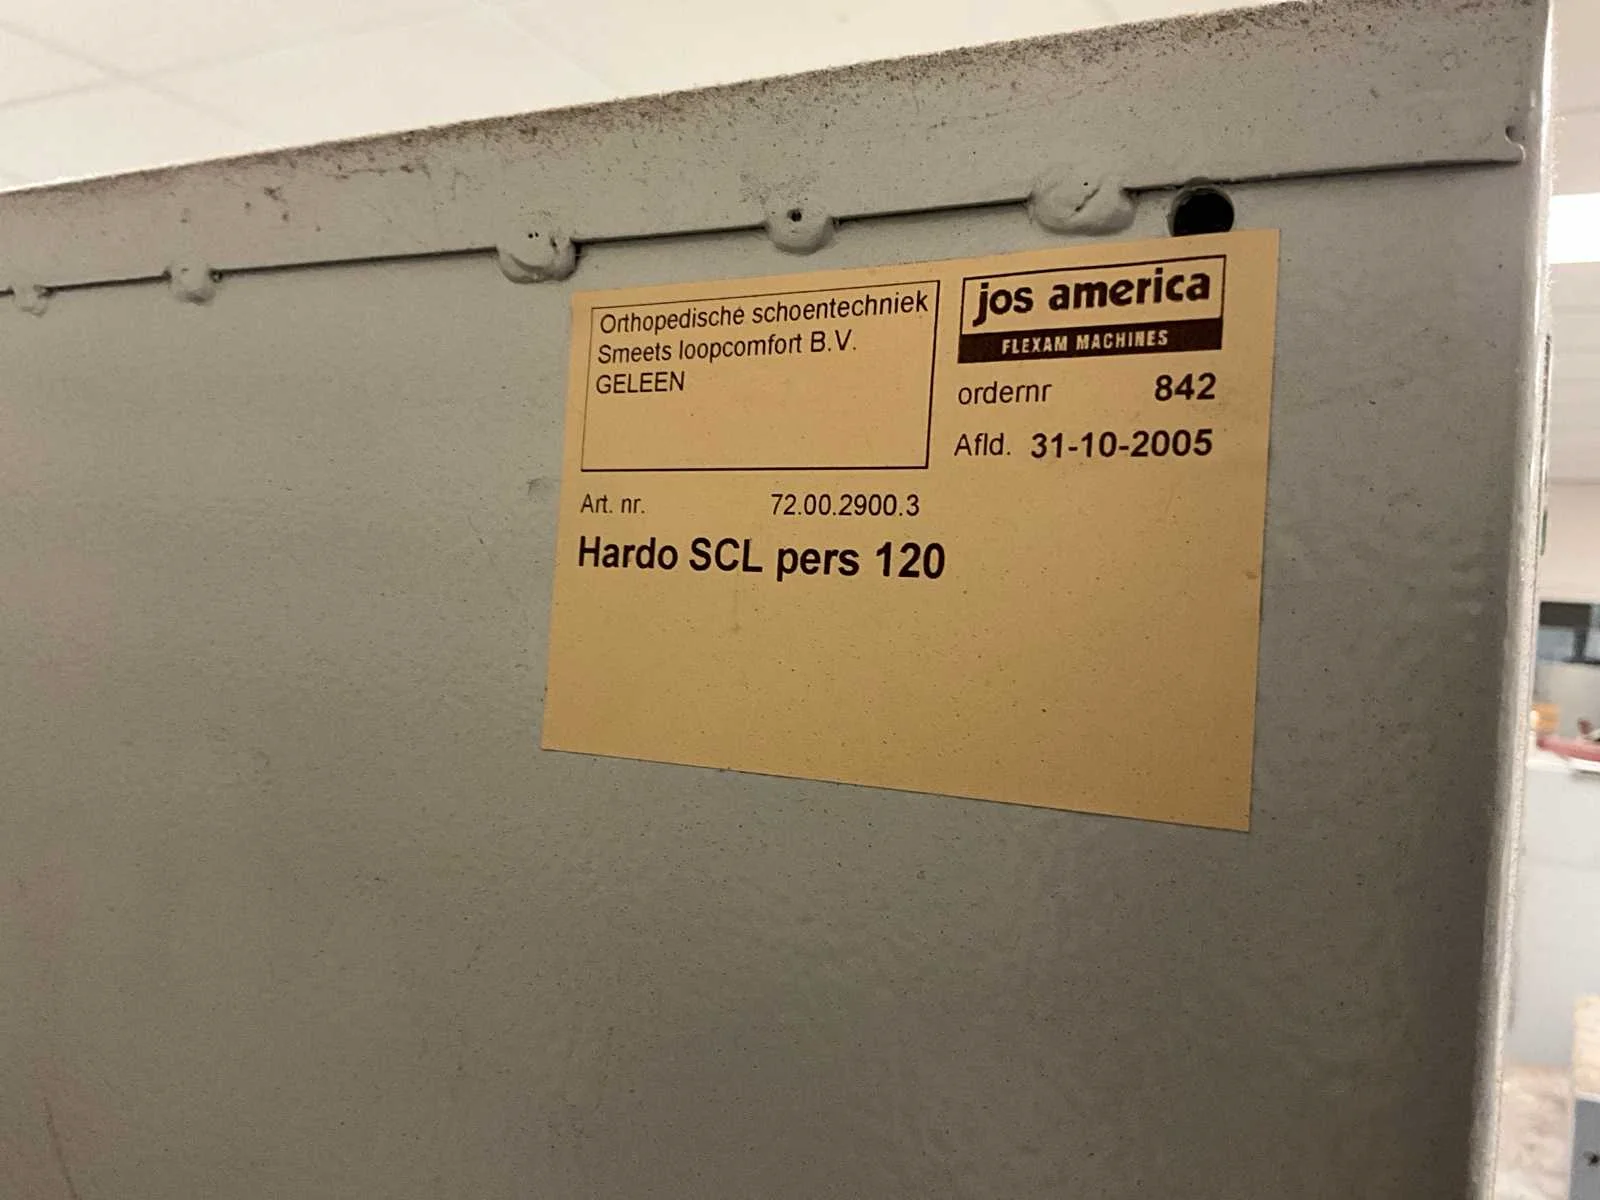 Orthopedische schoentechniek
Smeets loopcomfort B.V.
GELEEN
jos america
FLEXAM MACHINES
ordernr 842
Afld. 31-10-2005
Art. nr. 72.00.2900.3
Hardo SCL pers 120